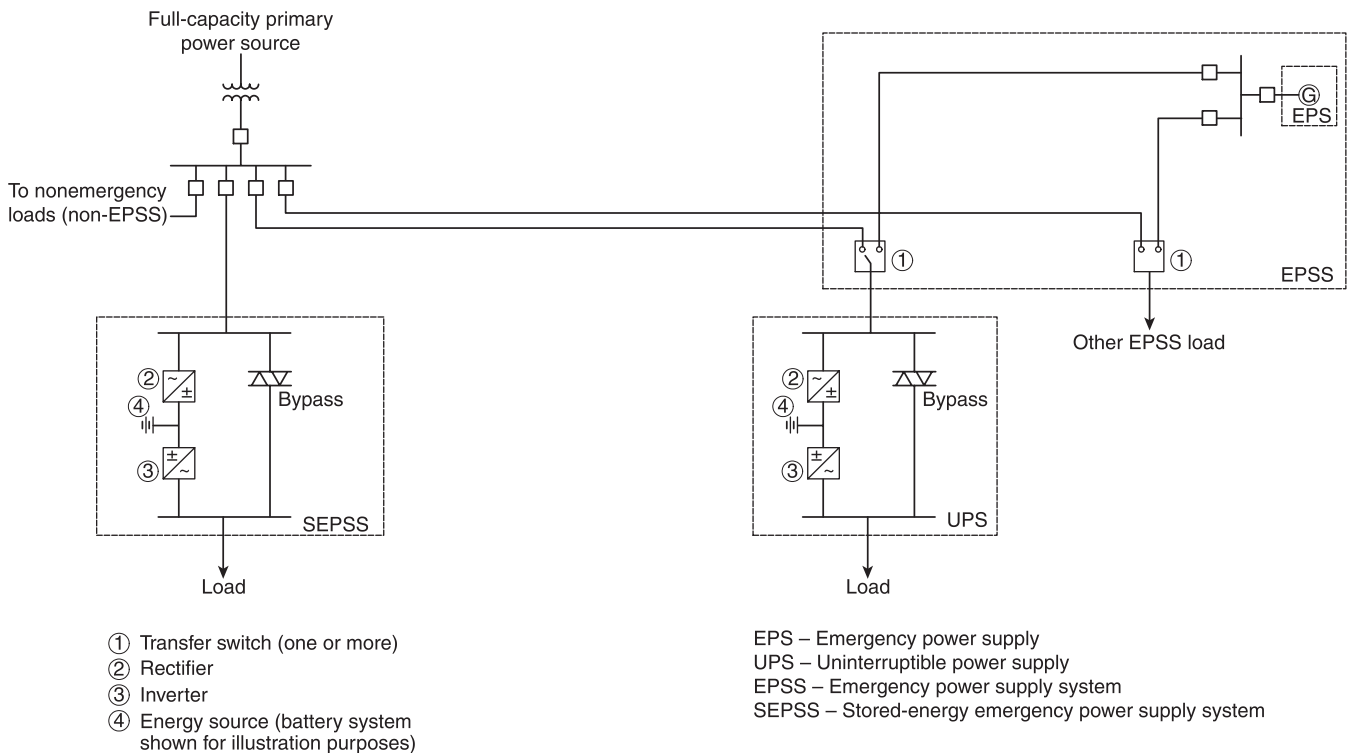 Full-capacity primary
power source
G
EPS
To nonemergency
loads (non-EPSS)
1
1
EPSS
Other EPSS load
2
~
±
4
Bypass
3
±
~
SEPSS
Load
2
~
±
4
Bypass
3
±
~
UPS
Load
1 Transfer switch (one or more)
2 Rectifier
3 Inverter
4 Energy source (battery system
shown for illustration purposes)
EPS – Emergency power supply
UPS – Uninterruptible power supply
EPSS – Emergency power supply system
SEPSS – Stored-energy emergency power supply system